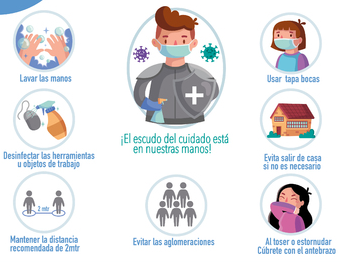 Lavar las manos
¡El escudo del cuidado está
en nuestras manos!
Usar tapa bocas
Desinfectar las herramientas
u objetos de trabajo
Evita salir de casa
si no es necesario
2 mtr
Mantener la distancia
recomendada de 2mtr
Evitar las aglomeraciones
Al toser o estornudar
Cúbrete con el antebrazo